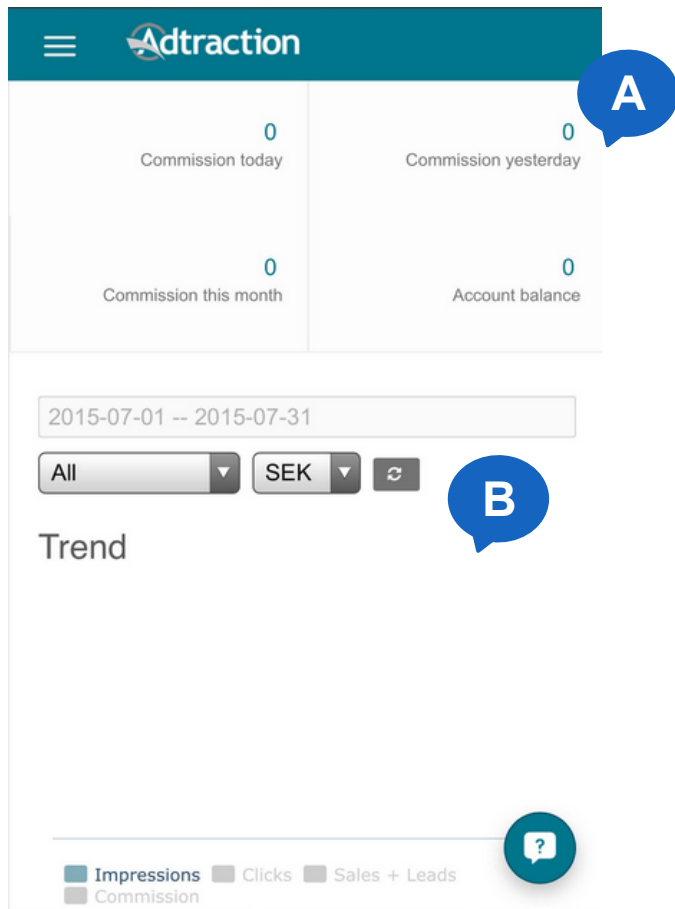 Adtraction
A
0
Commission today
0
Commission yesterday
0
Commission this month
0
Account balance
2015-07-01 -- 2015-07-31
All
SEK
B
Trend
?
Impressions Clicks Sales + Leads
Commission